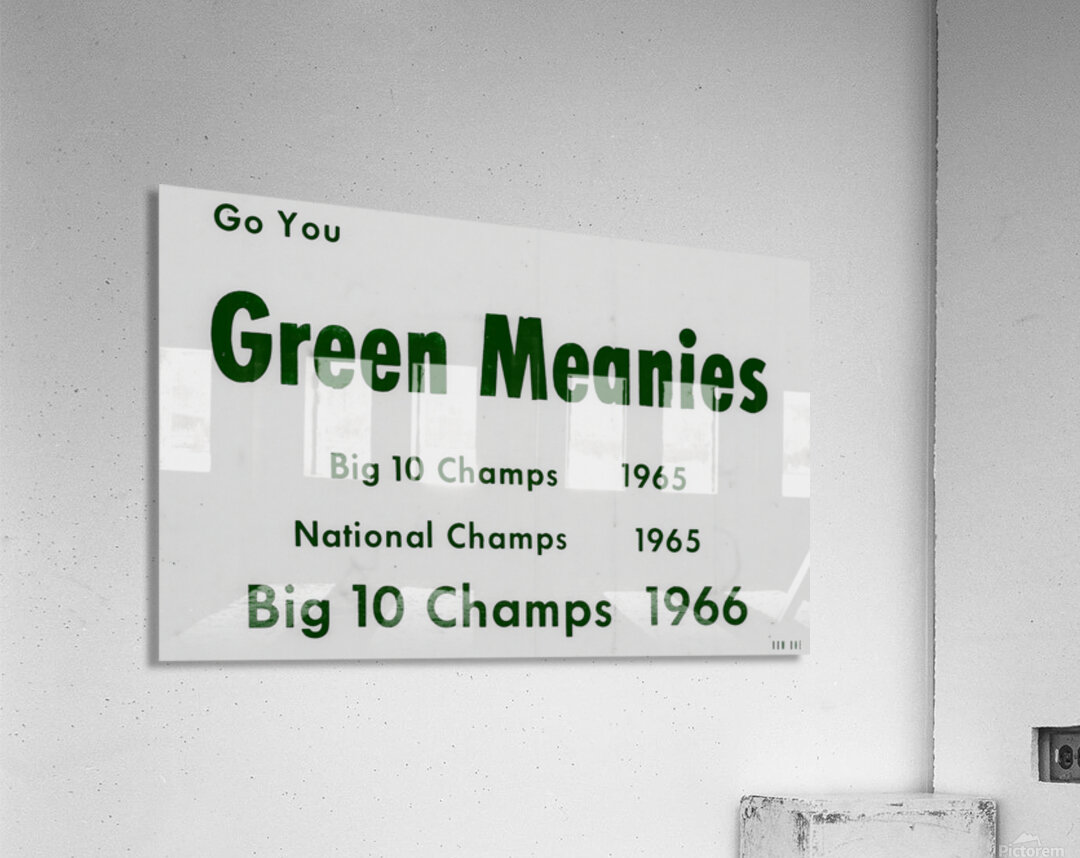 Go You
Green Meanies
Big 10 Champs 1965
National Champs 1965
Big 10 Champs 1966
Pictorem